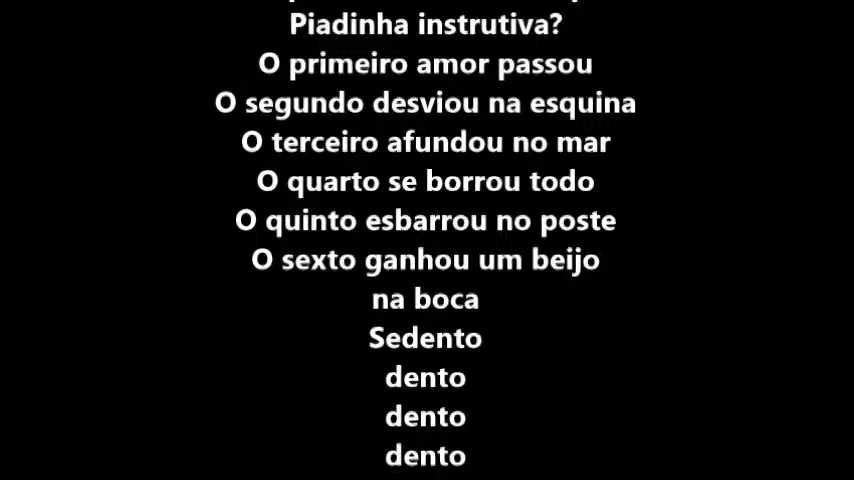 Piadinha instrutiva?
O primeiro amor passou
O segundo desviou na esquina
O terceiro afundou no mar
O quarto se borrou todo
O quinto esbarrou no poste
O sexto ganhou um beijo
na boca
Sedento
dento
dento
dento